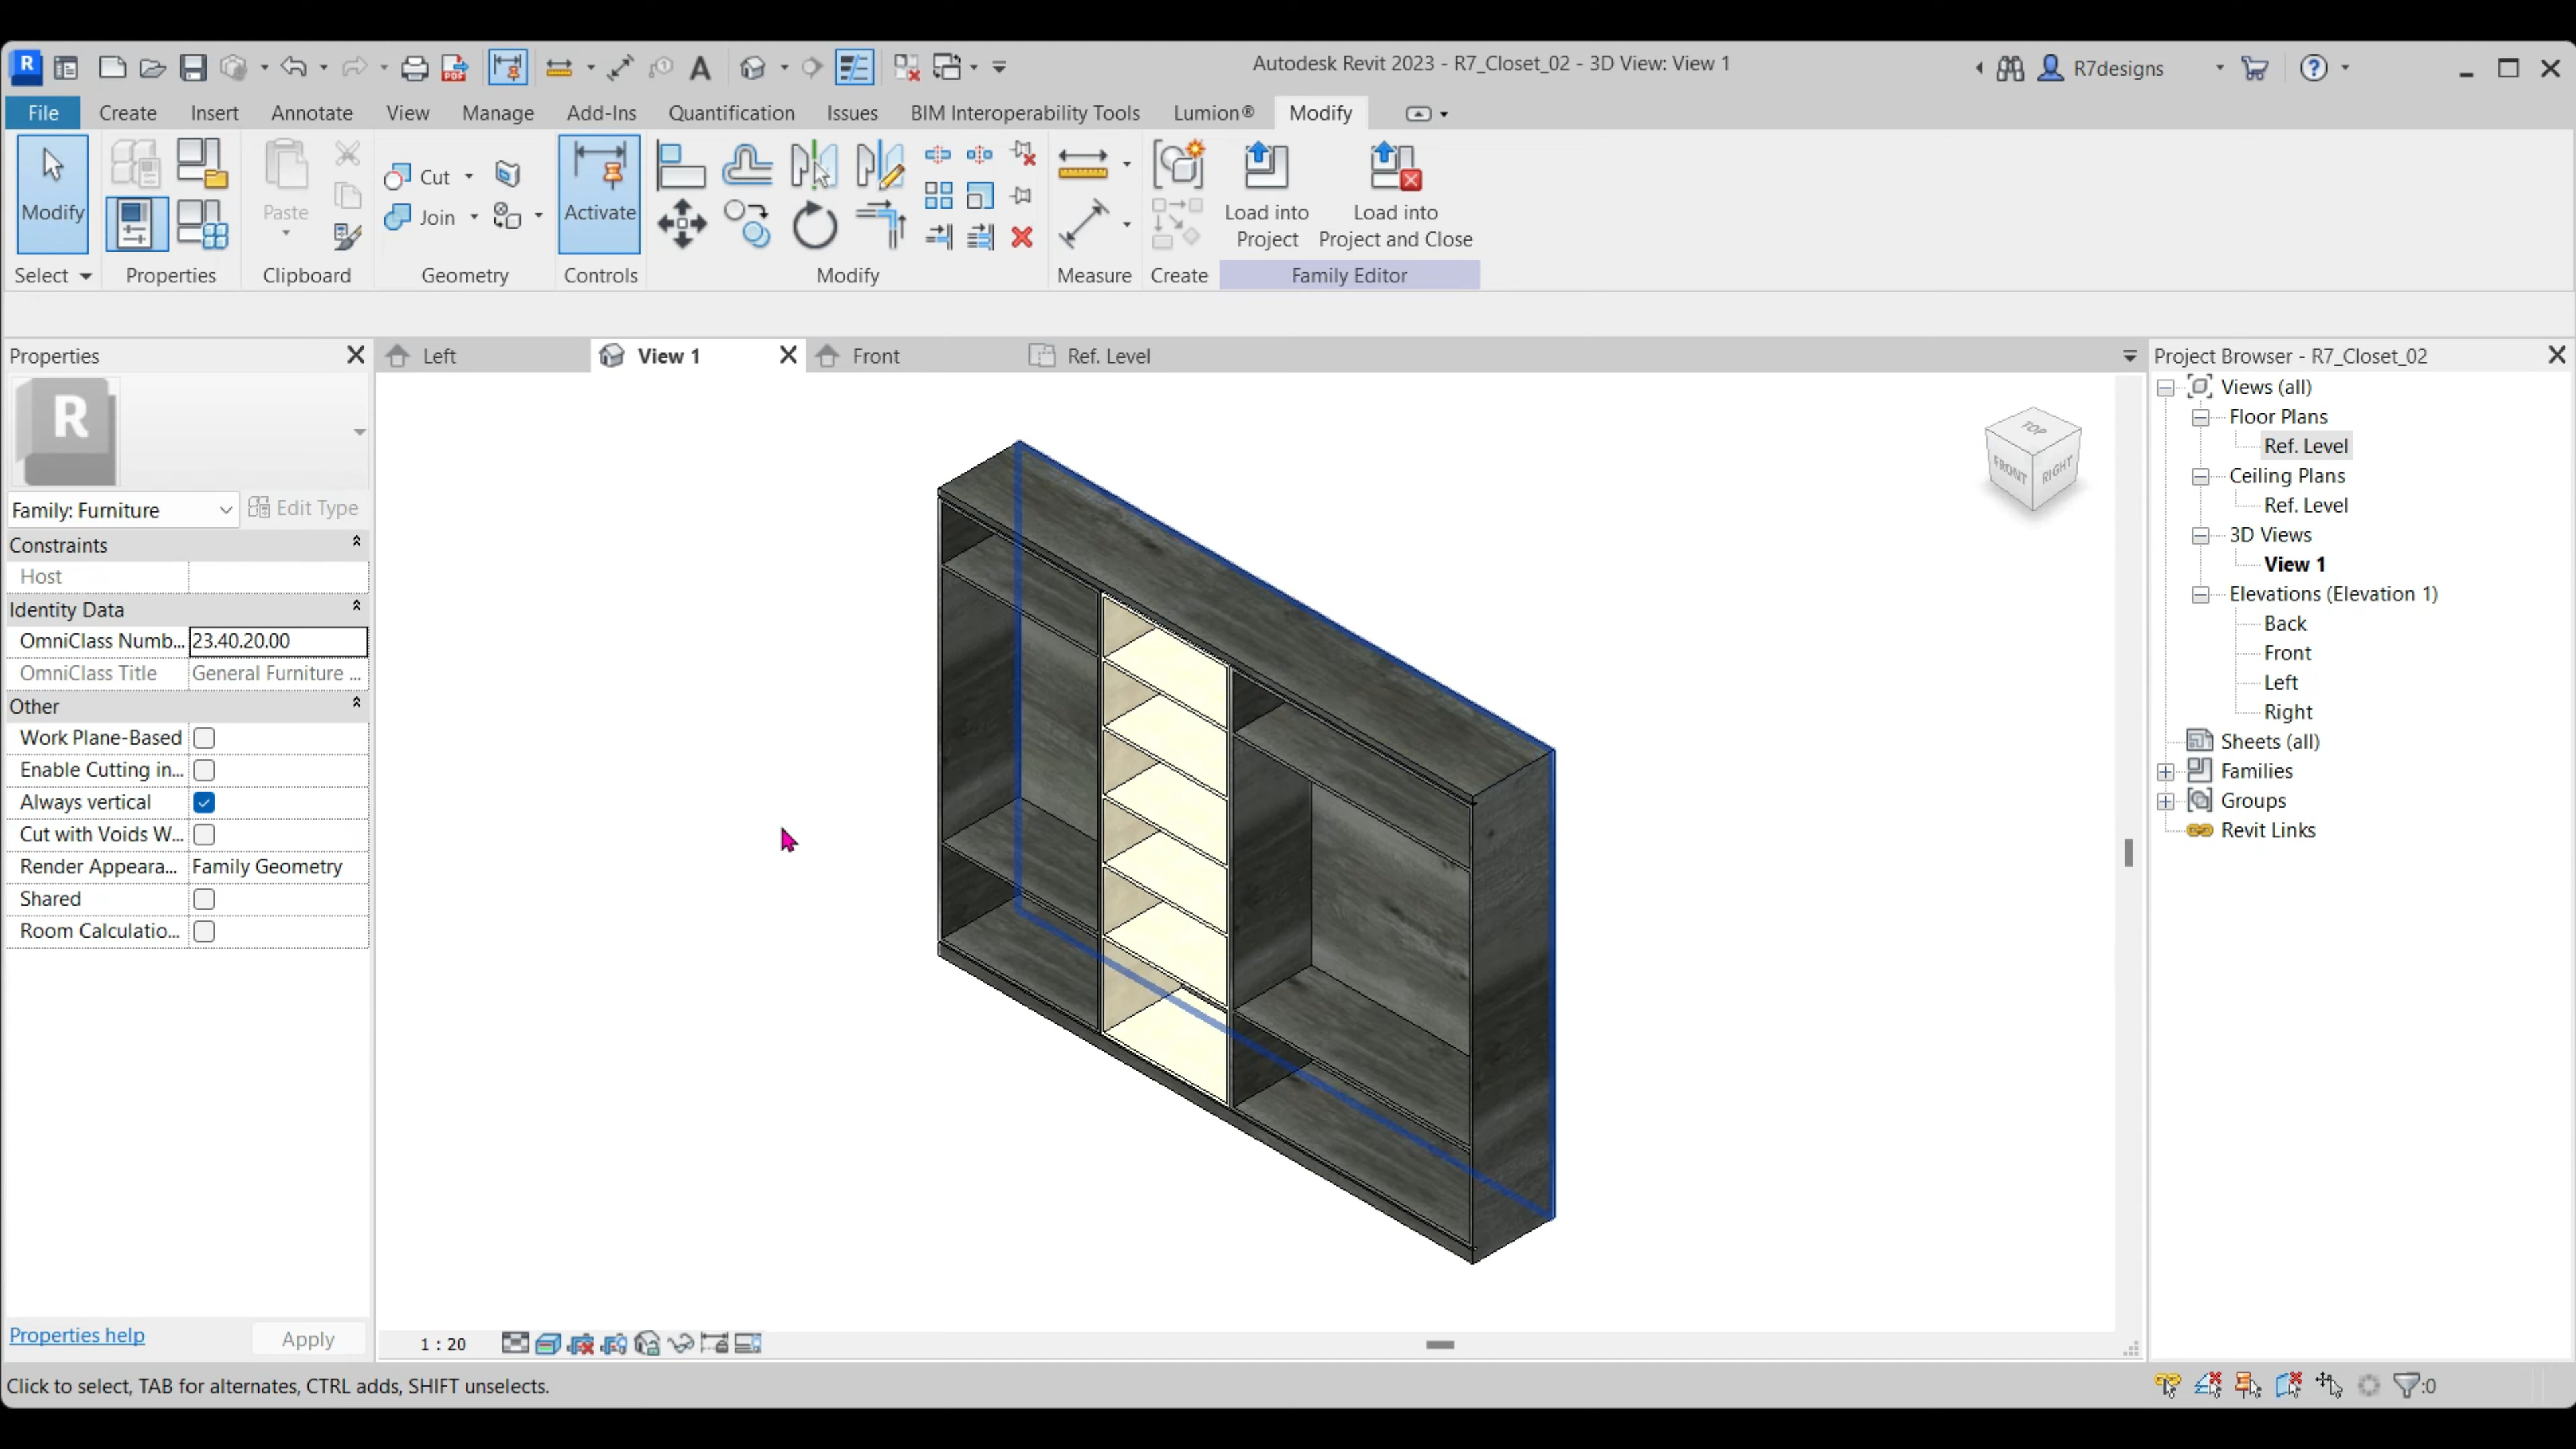 R
Autodesk Revit 2023 - R7_Closet_02 - 3D View: View 1
R7designs
?
PDF
A
File
Create
Insert
Annotate
View
Manage
Add-Ins
Quantification
Issues
BIM Interoperability Tools
Lumion®
Modify
Modify
Paste
Cut
Join
Activate
Load into
Project
Load into
Project and Close
Select
Properties
Clipboard
Geometry
Controls
Modify
Measure
Create
Family Editor
Properties
Left
View 1
Front
Ref. Level
Project Browser - R7_Closet_02
R
Family: Furniture
Edit Type
Constraints
Host
Identity Data
OmniClass Numb... 23.40.20.00
OmniClass Title General Furniture ...
Other
Work Plane-Based
Enable Cutting in...
Always vertical
Cut with Voids W...
Render Appeara... Family Geometry
Shared
Room Calculatio...
Properties help
Apply
TOP
FRONT
RIGHT
Views (all)
Floor Plans
Ref. Level
Ceiling Plans
Ref. Level
3D Views
View 1
Elevations (Elevation 1)
Back
Front
Left
Right
Sheets (all)
Families
Groups
Revit Links
1 : 20
Click to select, TAB for alternates, CTRL adds, SHIFT unselects.
:0